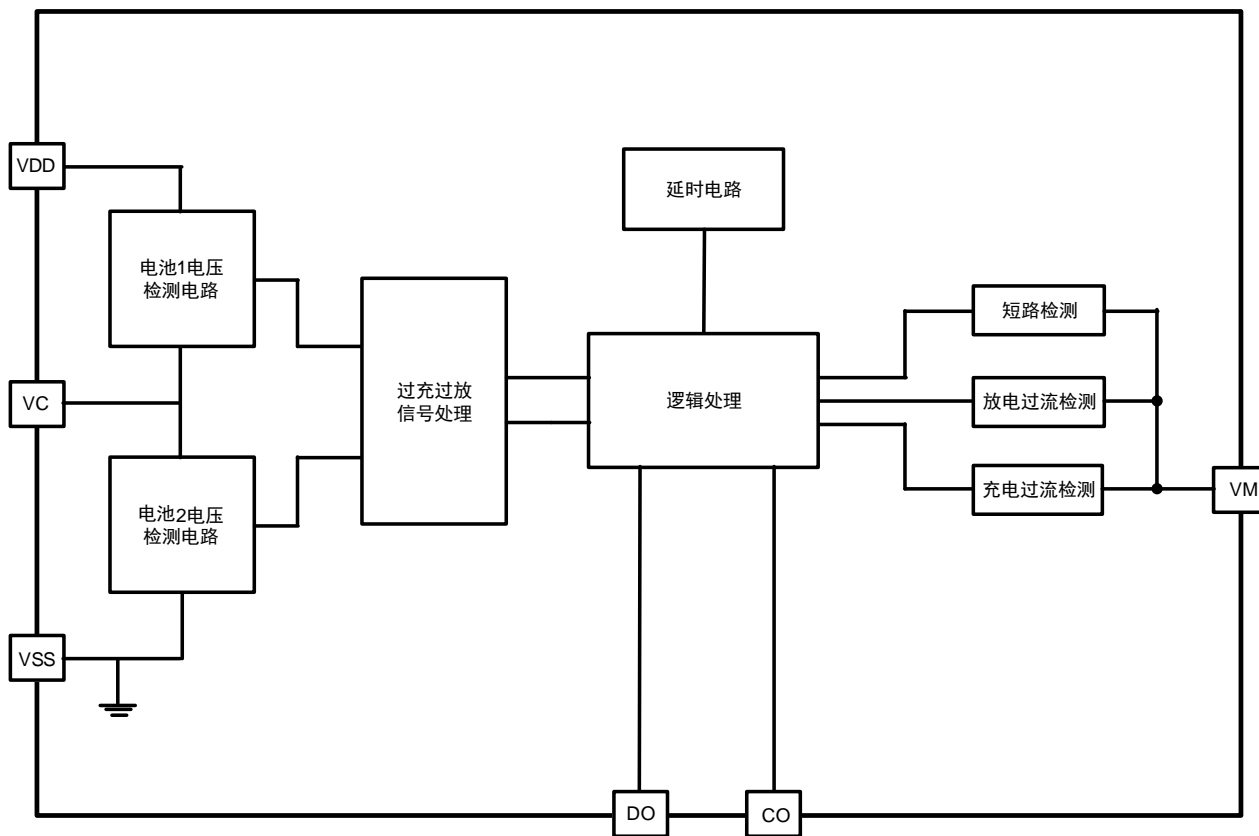 VDD
延时电路
电池1电压
检测电路
短路检测
VC
过充过放
信号处理
逻辑处理
放电过流检测
充电过流检测
VM
电池2电压
检测电路
VSS
DO
CO